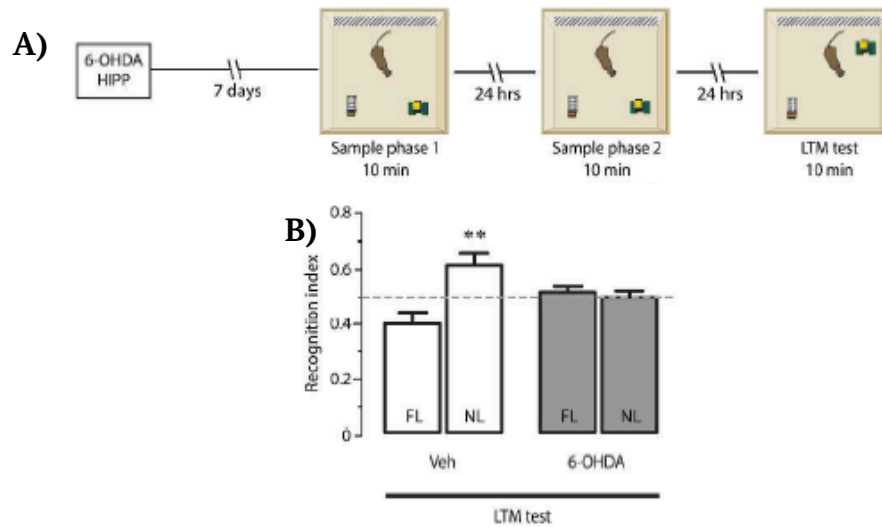 A)
6-OHDA
HIPP
7 days
24 hrs
24 hrs
Sample phase 1
10 min
Sample phase 2
10 min
LTM test
10 min
B)
Recognition index
0.8
0.6
0.4
0.2
0
**
FL
NL
FL
NL
Veh
6-OHDA
LTM test